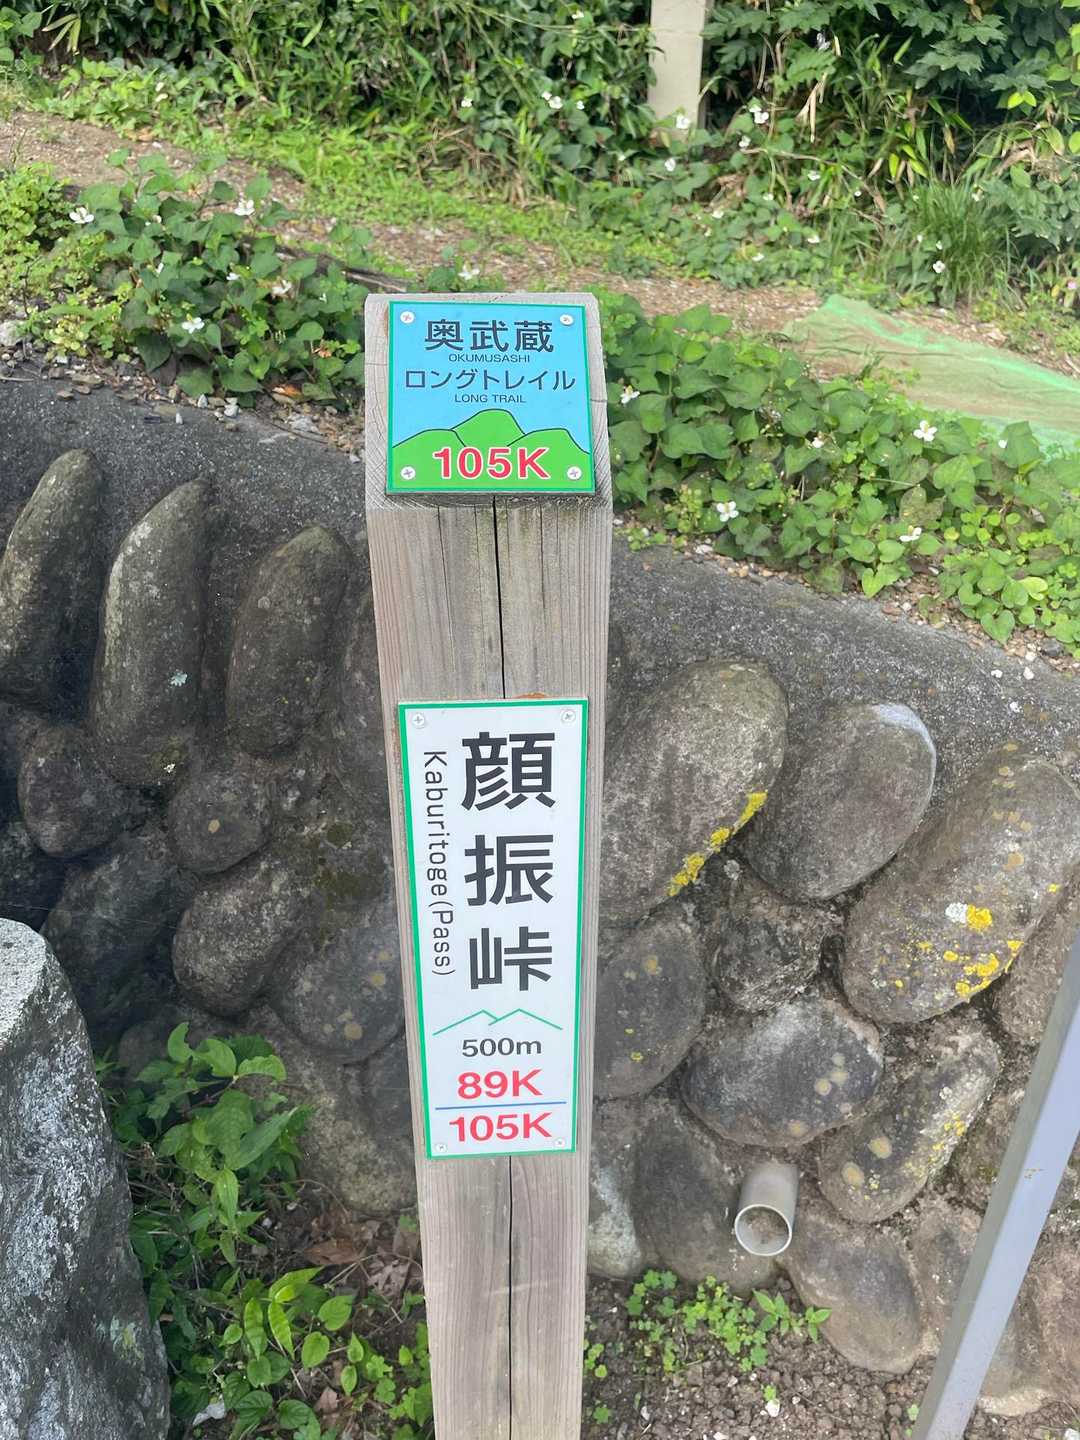 奥武蔵
OKUMUSASHI
ロングトレイル
LONG TRAIL
105K
顔振峠
Kaburitoge(Pass)
500m
89K
105K